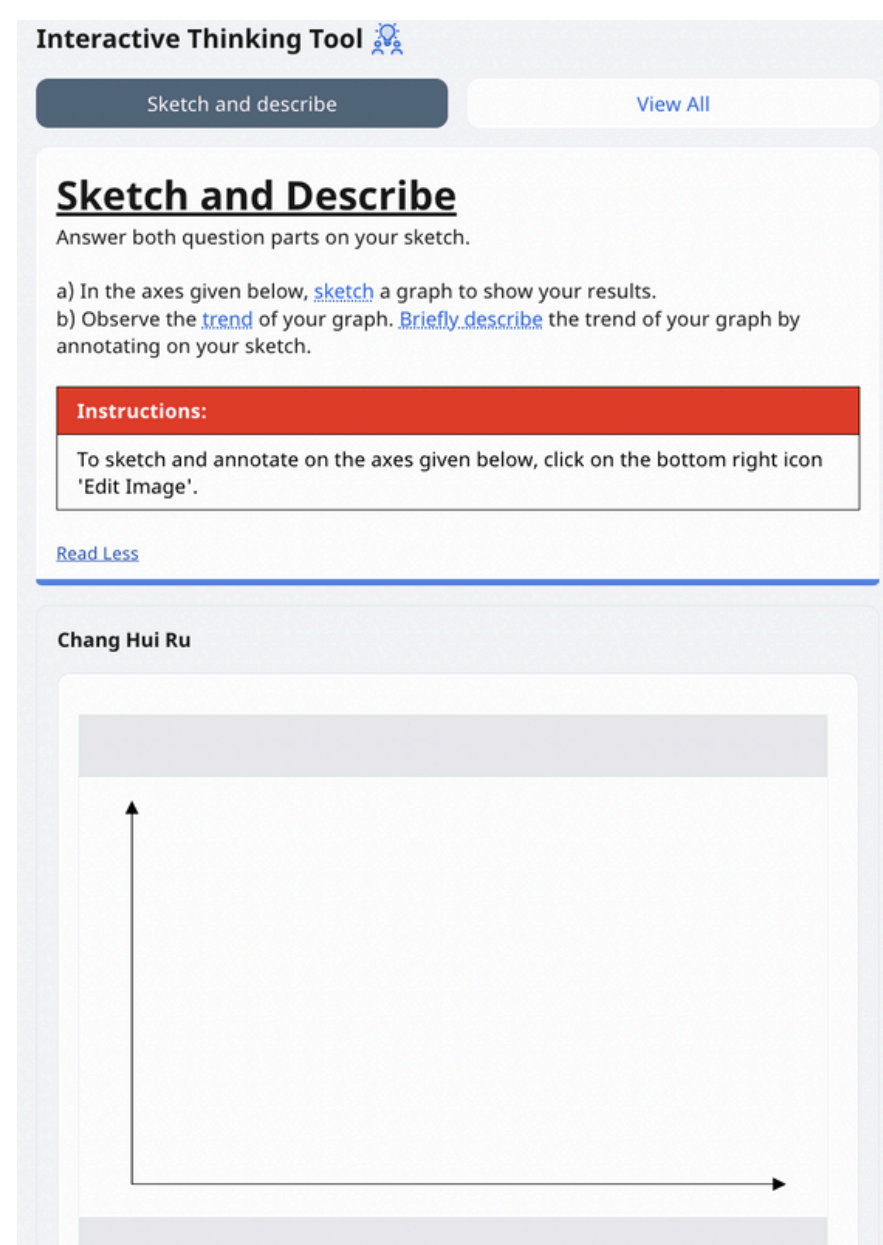 Interactive Thinking Tool
Sketch and describe
View All
Sketch and Describe
Answer both question parts on your sketch.
a) In the axes given below, sketch a graph to show your results.
b) Observe the trend of your graph. Briefly describe the trend of your graph by
annotating on your sketch.
Instructions:
To sketch and annotate on the axes given below, click on the bottom right icon
'Edit Image'.
Read Less
Chang Hui Ru